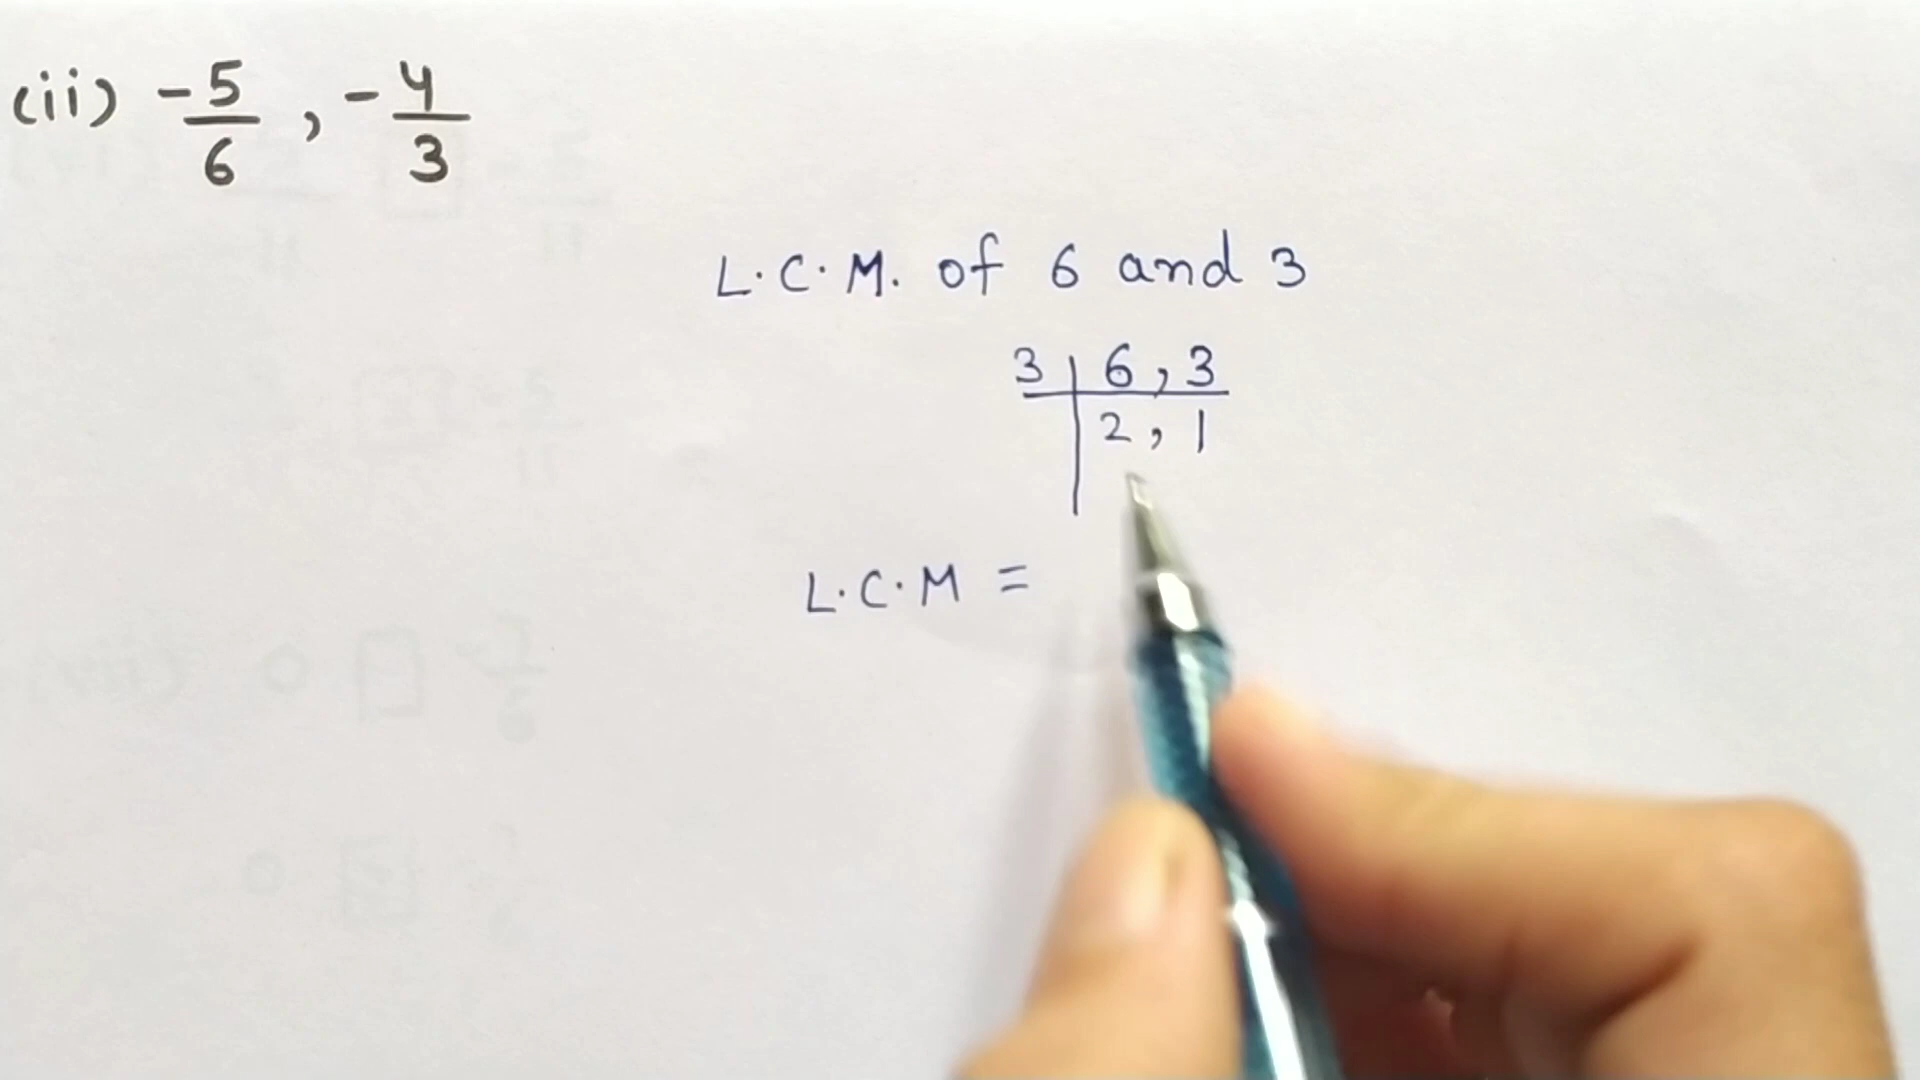 (ii) -5/6 , -4/3
L.C.M. of 6 and 3
3 | 6, 3
2, 1
L.C.M =